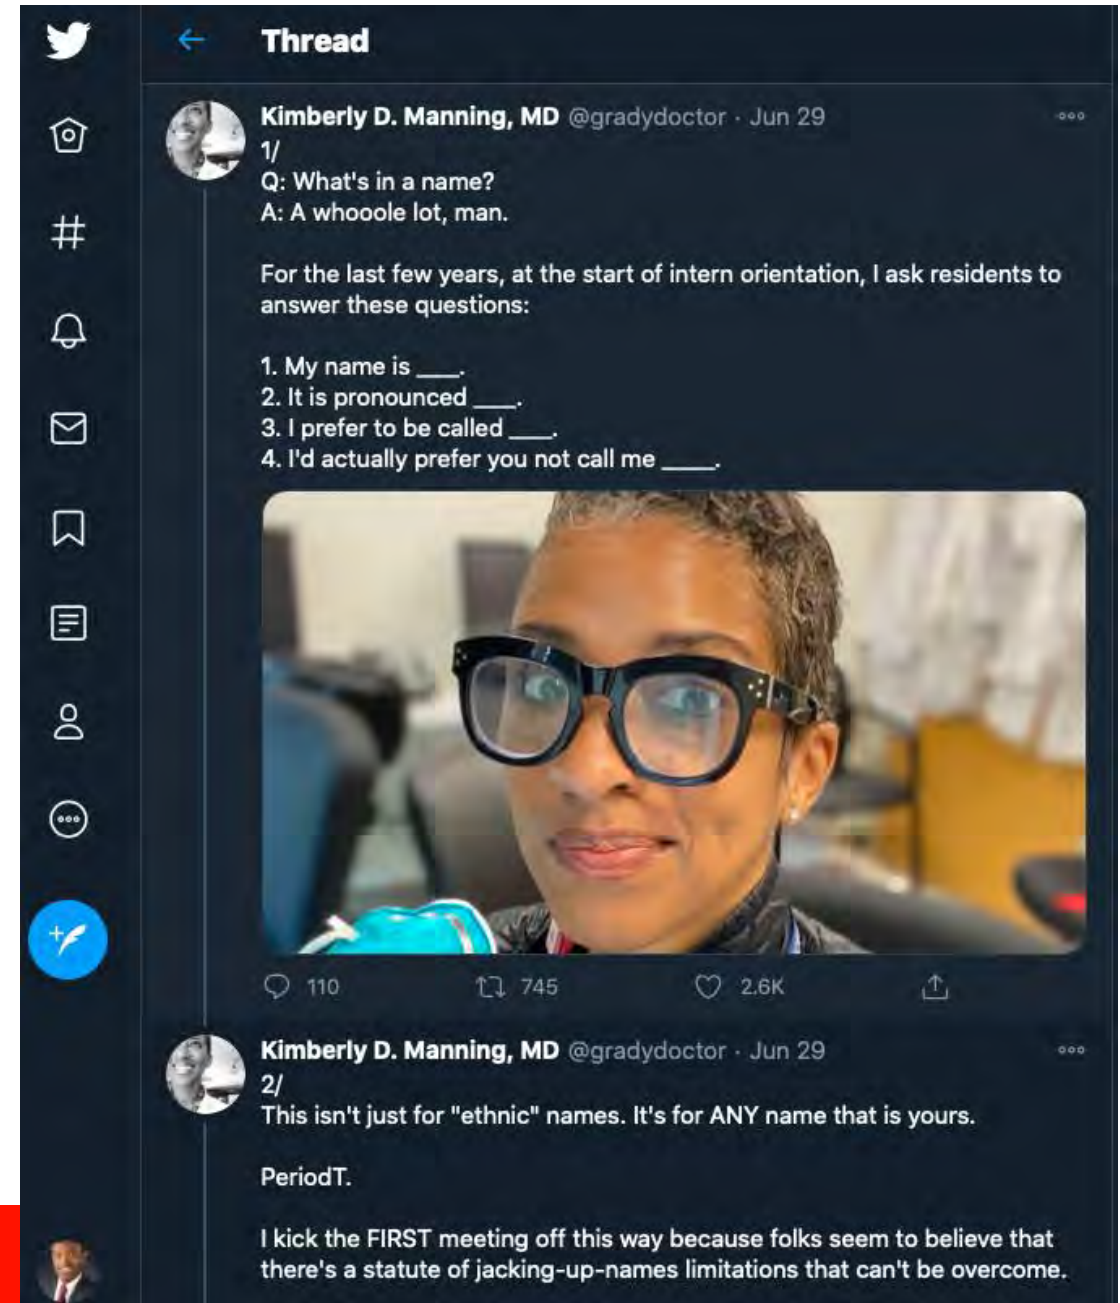 Thread
Kimberly D. Manning, MD @gradydoctor · Jun 29
1/
Q: What's in a name?
A: A whooole lot, man.
For the last few years, at the start of intern orientation, I ask residents to
answer these questions:
1. My name is ____.
2. It is pronounced ____.
3. I prefer to be called ____.
4. I'd actually prefer you not call me _____.
110 745 2.6K
Kimberly D. Manning, MD @gradydoctor · Jun 29
2/
This isn't just for "ethnic" names. It's for ANY name that is yours.
PeriodT.
I kick the FIRST meeting off this way because folks seem to believe that
there's a statute of jacking-up-names limitations that can't be overcome.